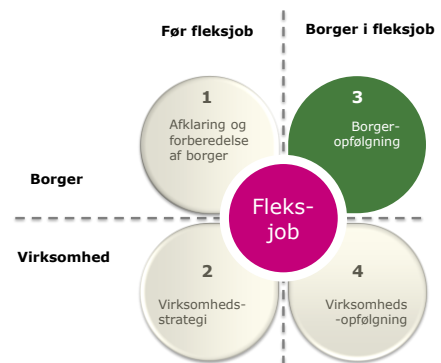 Før fleksjob
Borger i fleksjob
1
Afklaring og
forberedelse
af borger
3
Borger-
opfølgning
Borger
Fleks-
job
Virksomhed
2
Virksomheds-
strategi
4
Virksomheds
-opfølgning